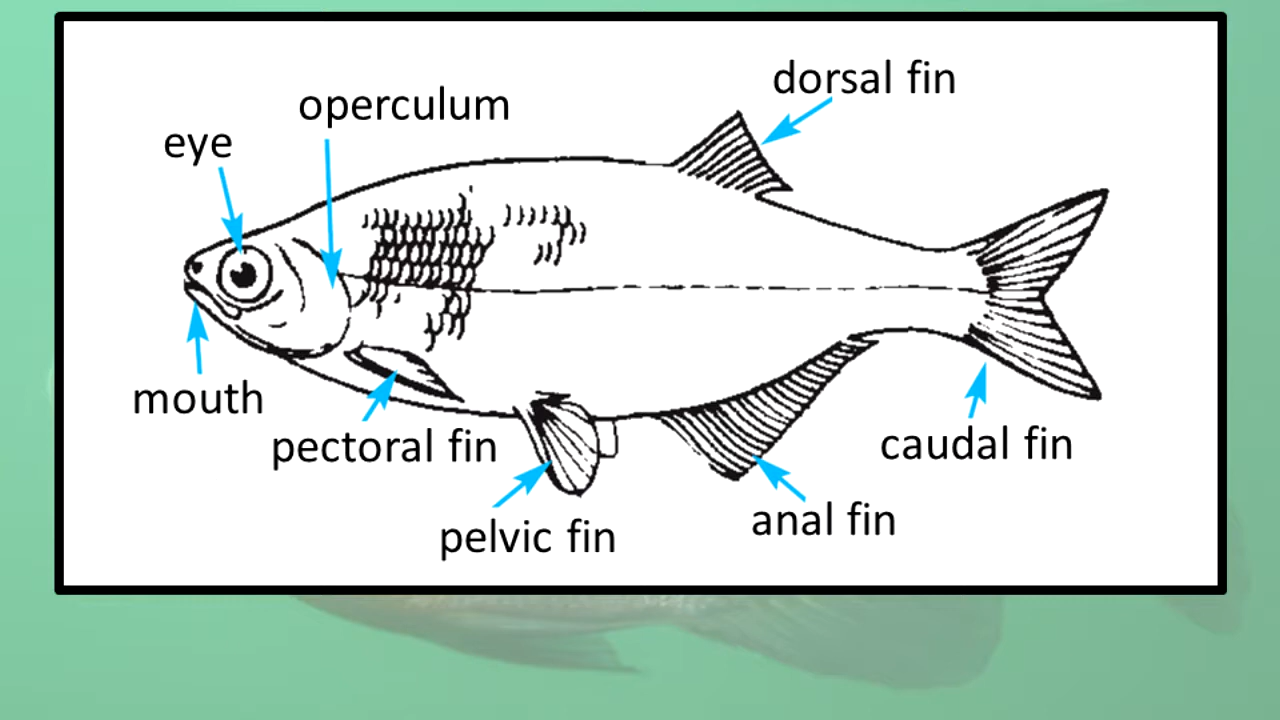 dorsal fin
operculum
eye
mouth
pectoral fin
caudal fin
anal fin
pelvic fin